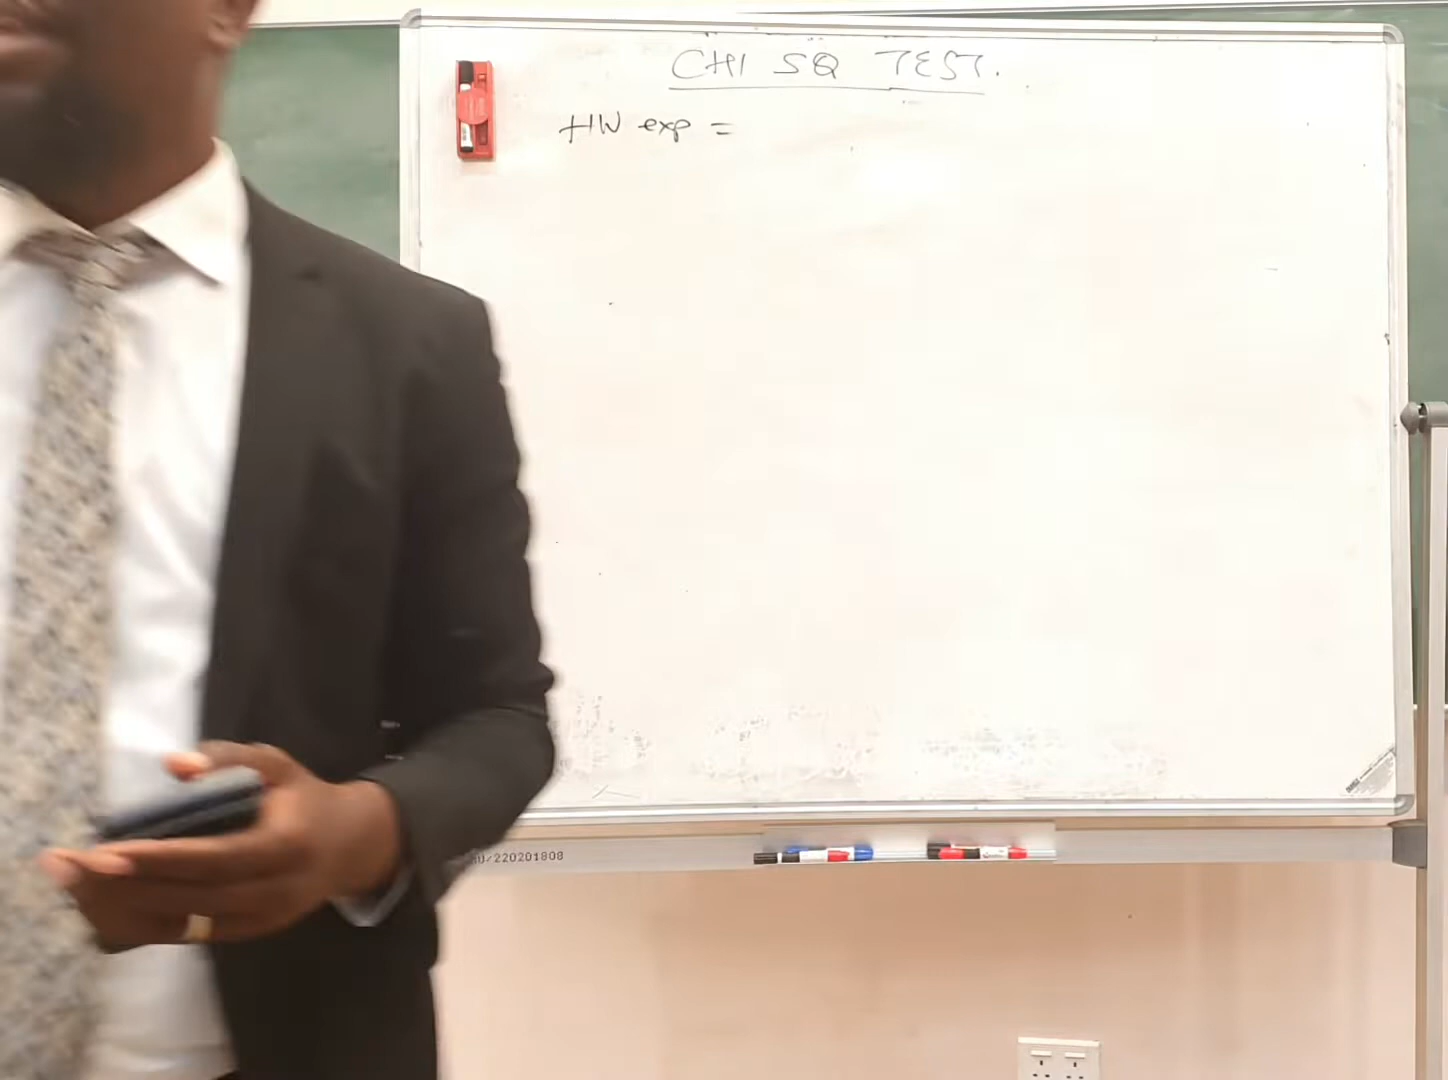 CHI SQ TEST.
HW exp =